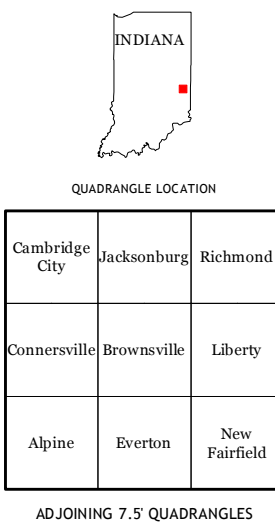 INDIANA
QUADRANGLE LOCATION
Cambridge
City
Jacksonburg
Richmond
Connersville
Brownsville
Liberty
Alpine
Everton
New
Fairfield
ADJOINING 7.5' QUADRANGLES